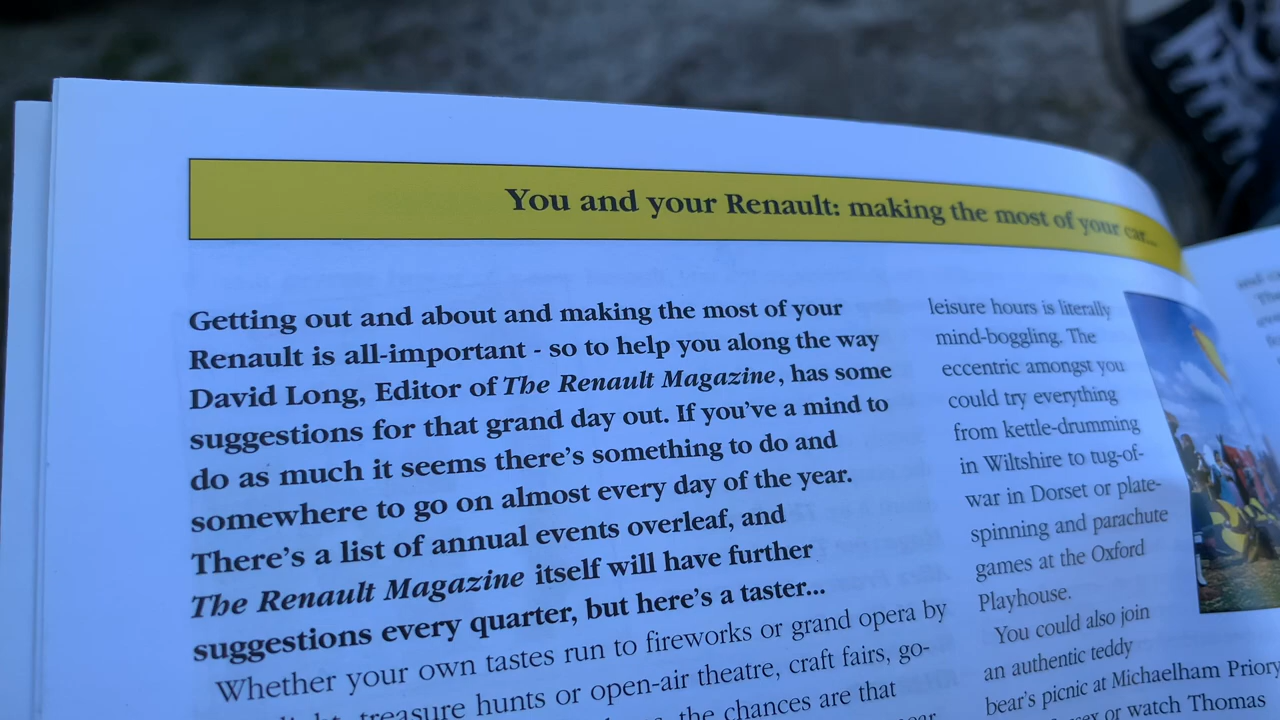 You and your Renault: making the most of your car...
Getting out and about and making the most of your
Renault is all-important - so to help you along the way
David Long, Editor of The Renault Magazine, has some
suggestions for that grand day out. If you've a mind to
do as much it seems there's something to do and
somewhere to go on almost every day of the year.
There's a list of annual events overleaf, and
The Renault Magazine itself will have further
suggestions every quarter, but here's a taster...
Whether your own tastes run to fireworks or grand opera by
treasure hunts or open-air theatre, craft fairs, go-
the chances are that
leisure hours is literally
mind-boggling. The
eccentric amongst you
could try everything
from kettle-drumming
in Wiltshire to tug-of-
war in Dorset or plate-
spinning and parachute
games at the Oxford
Playhouse.
You could also join
an authentic teddy
bear's picnic at Michaelham Priory
or watch Thomas